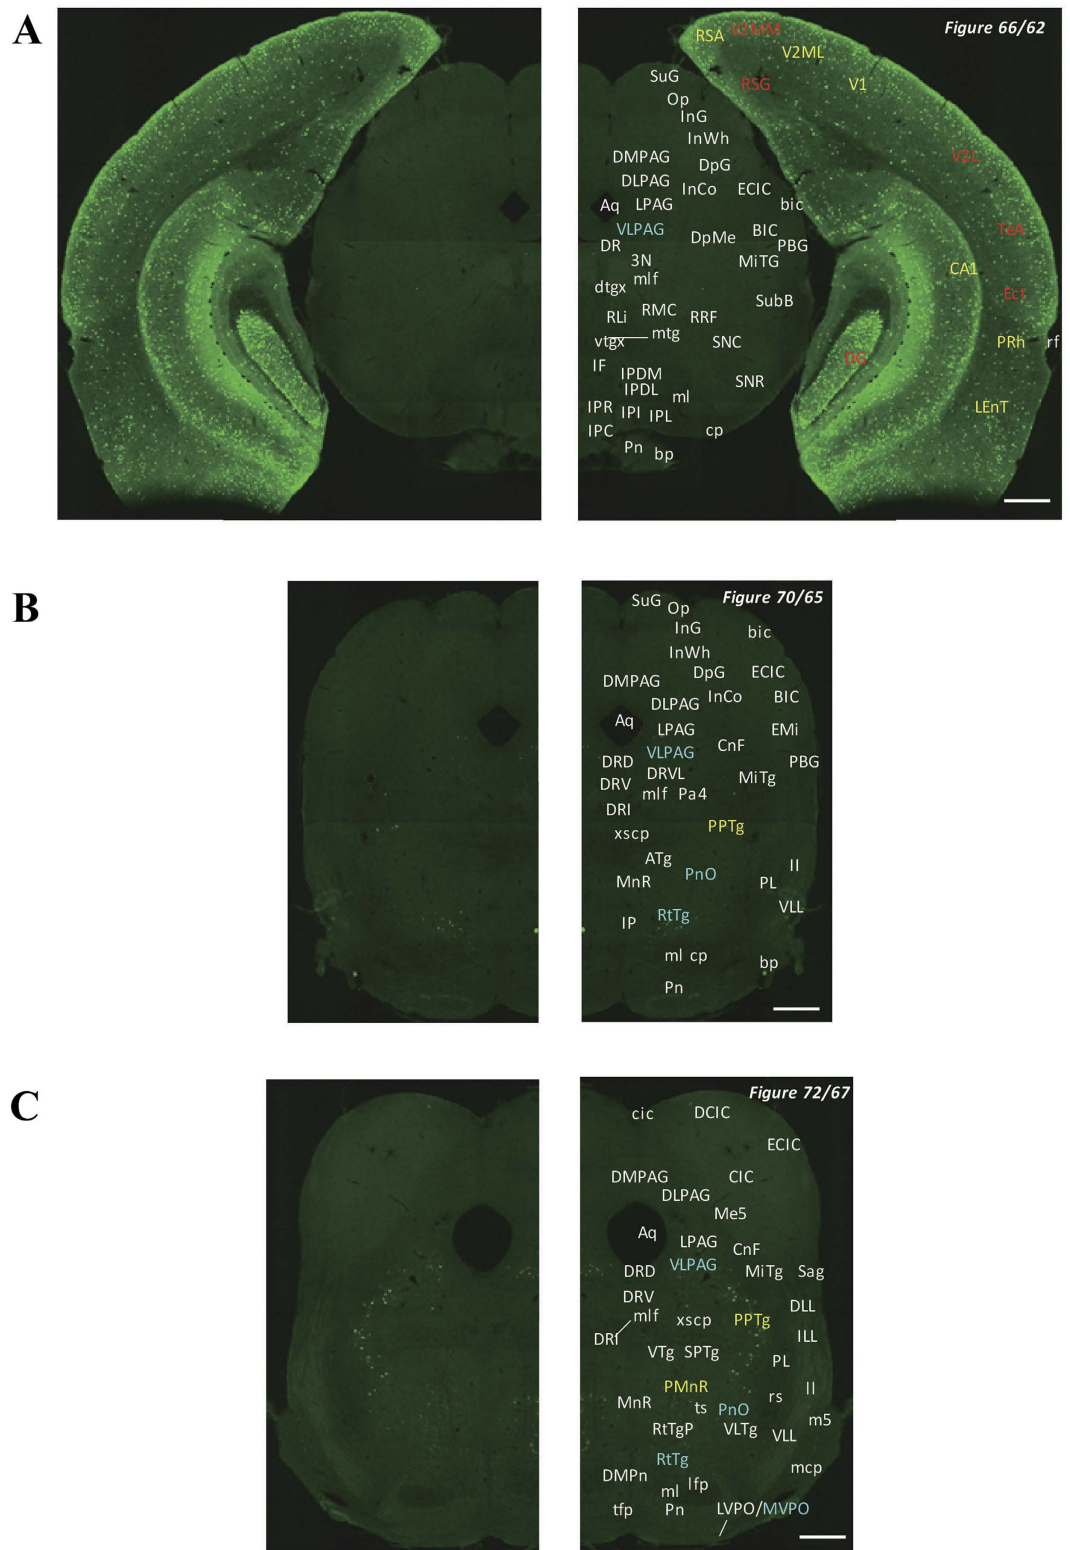 A
Figure 66/62
RSA V2MM
V2ML
SuG RSG V1
Op
InG
InWh
DMPAG DpG V2L
DLPAG InCo ECIC
Aq LPAG bic
VLPAG DpMe BIC TeA
DR PBG
3N MiTG CA1
mlf
dtgx SubB Ect
RLi RMC RRF
vtgx mtg SNC PRh rf
IF DG
IPDM SNR
IPDL ml
IPR IPI IPL LEnT
IPC cp
Pn bp
B
Figure 70/65
SuG Op
InG bic
InWh
DMPAG DpG ECIC
DLPAG InCo BIC
Aq LPAG EMi
VLPAG CnF
DRD DRVL PBG
DRV mlf Pa4 MiTg
DRI
xscp PPTg
ATg ll
MnR PnO PL
IP RtTg VLL
ml cp bp
Pn
C
Figure 72/67
cic DCIC
ECIC
DMPAG CIC
DLPAG
Me5
Aq LPAG CnF
VLPAG
DRD MiTg Sag
DRV DLL
mlf xscp PPTg
DRI ILL
VTg SPTg PL
PMnR ll
MnR ts PnO rs
RtTgP VLTg VLL m5
RtTg mcp
DMPn lfp
ml
tfp Pn LVPO/MVPO